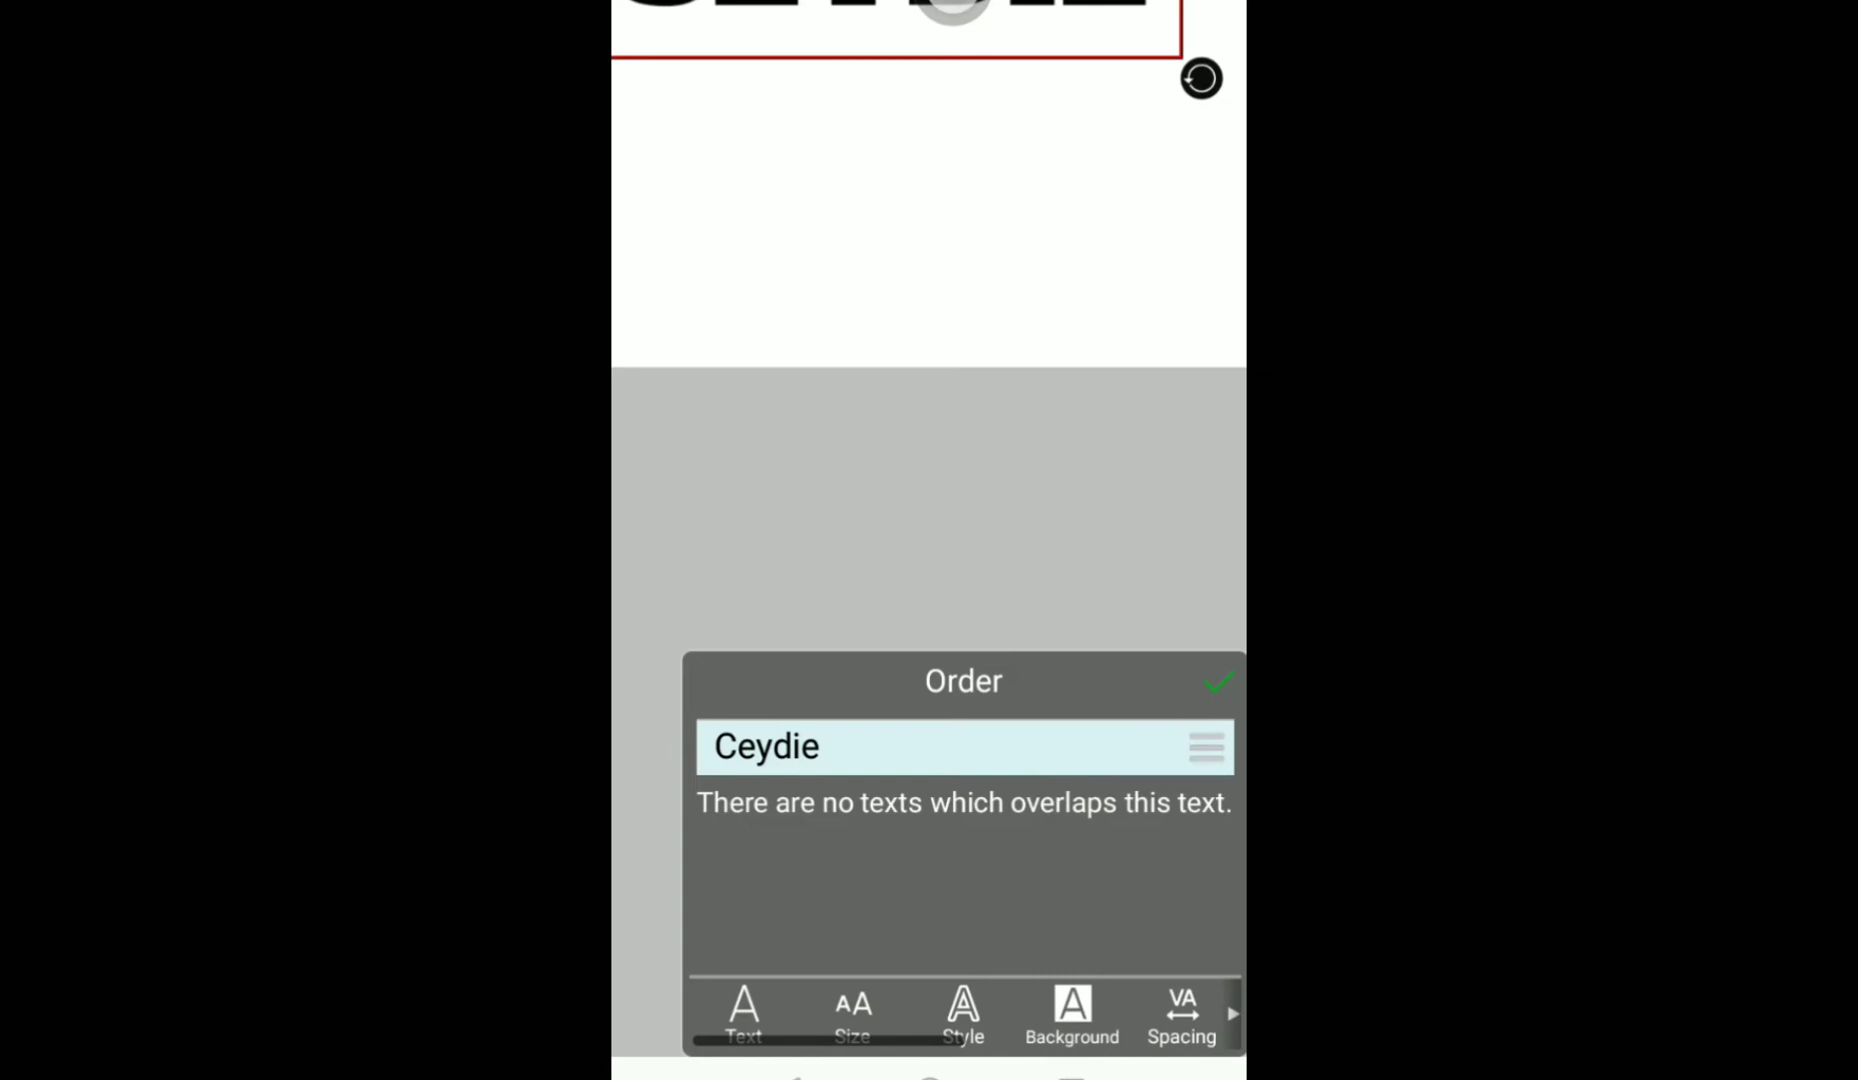 Order
Ceydie
There are no texts which overlaps this text.
Text Size Style Background Spacing